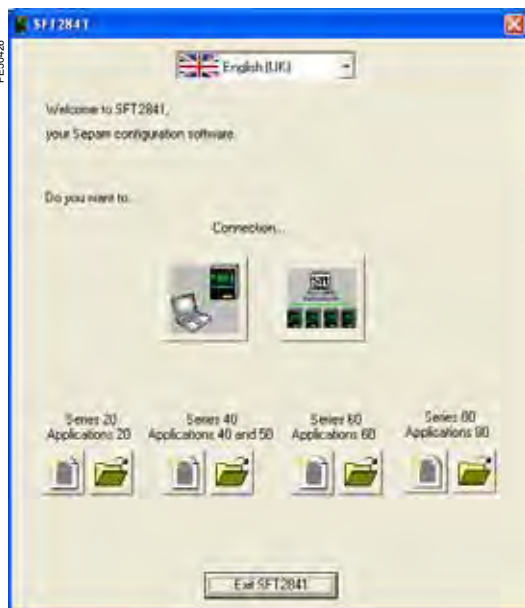 SFT2841
English (UK)
Welcome to SFT2841,
your Sepam configuration software.
Do you want to...
Connection...
Series 20
Applications 20
Series 40
Applications 40 and 50
Series 60
Applications 60
Series 80
Applications 80
Exit SFT2841